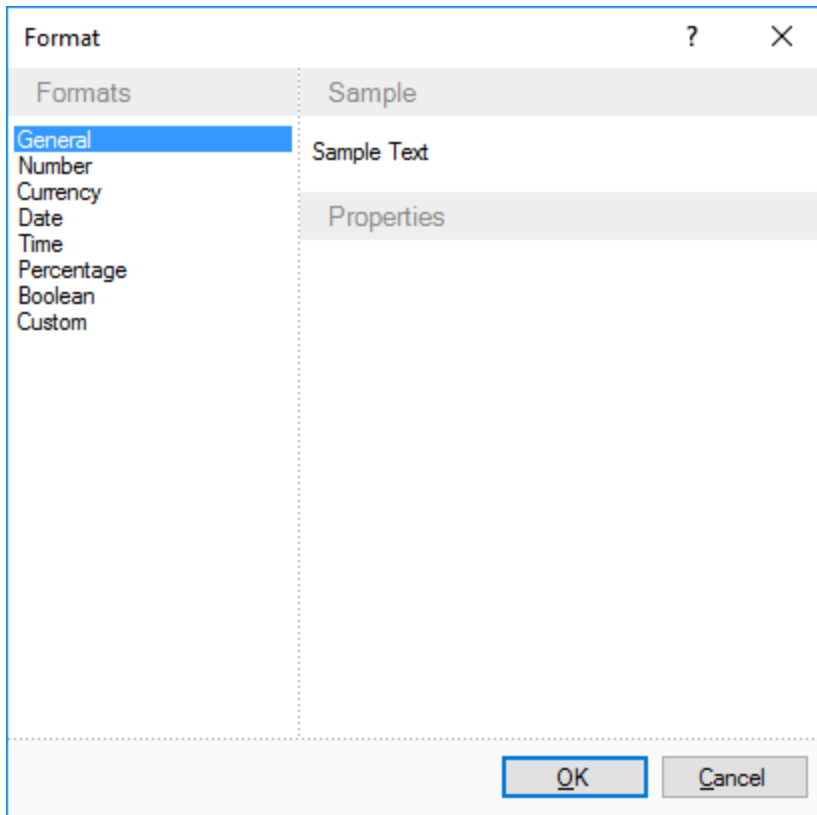 Format ?
Formats
Sample
General
Number
Currency
Date
Time
Percentage
Boolean
Custom
Sample Text
Properties
OK
Cancel